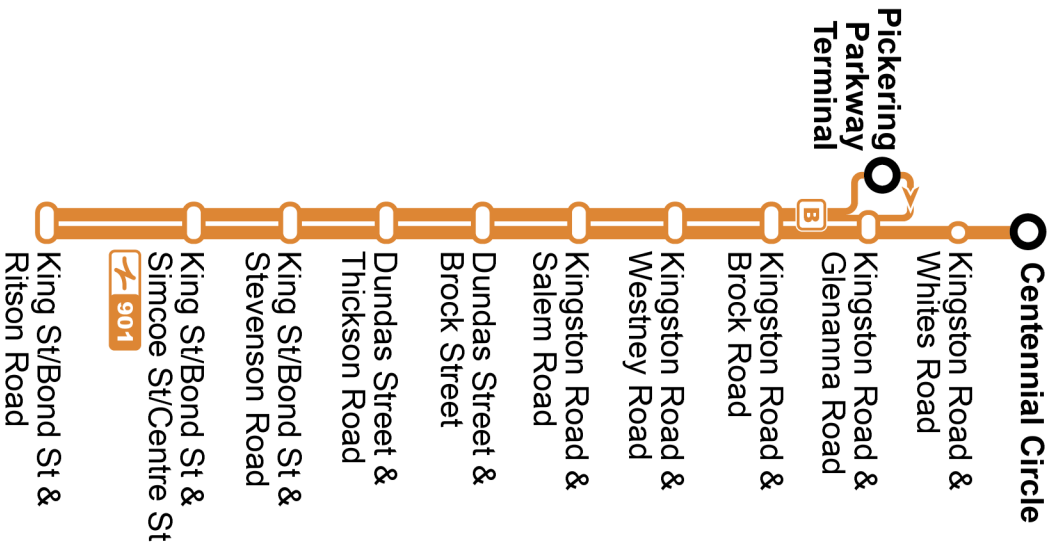 Centennial Circle
Kingston Road &
Whites Road
Pickering
Parkway
Terminal
Kingston Road &
Glenanna Road
B
Kingston Road &
Brock Road
Kingston Road &
Westney Road
Kingston Road &
Salem Road
Dundas Street &
Brock Street
Dundas Street &
Thickson Road
King St/Bond St &
Stevenson Road
King St/Bond St &
Simcoe St/Centre St
901
King St/Bond St &
Ritson Road